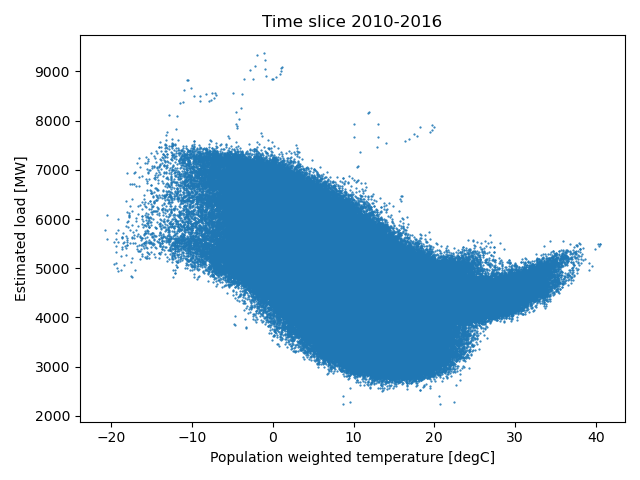 Time slice 2010-2016
Estimated load [MW]
9000
8000
7000
6000
5000
4000
3000
2000
−20 −10 0 10 20 30 40
Population weighted temperature [degC]